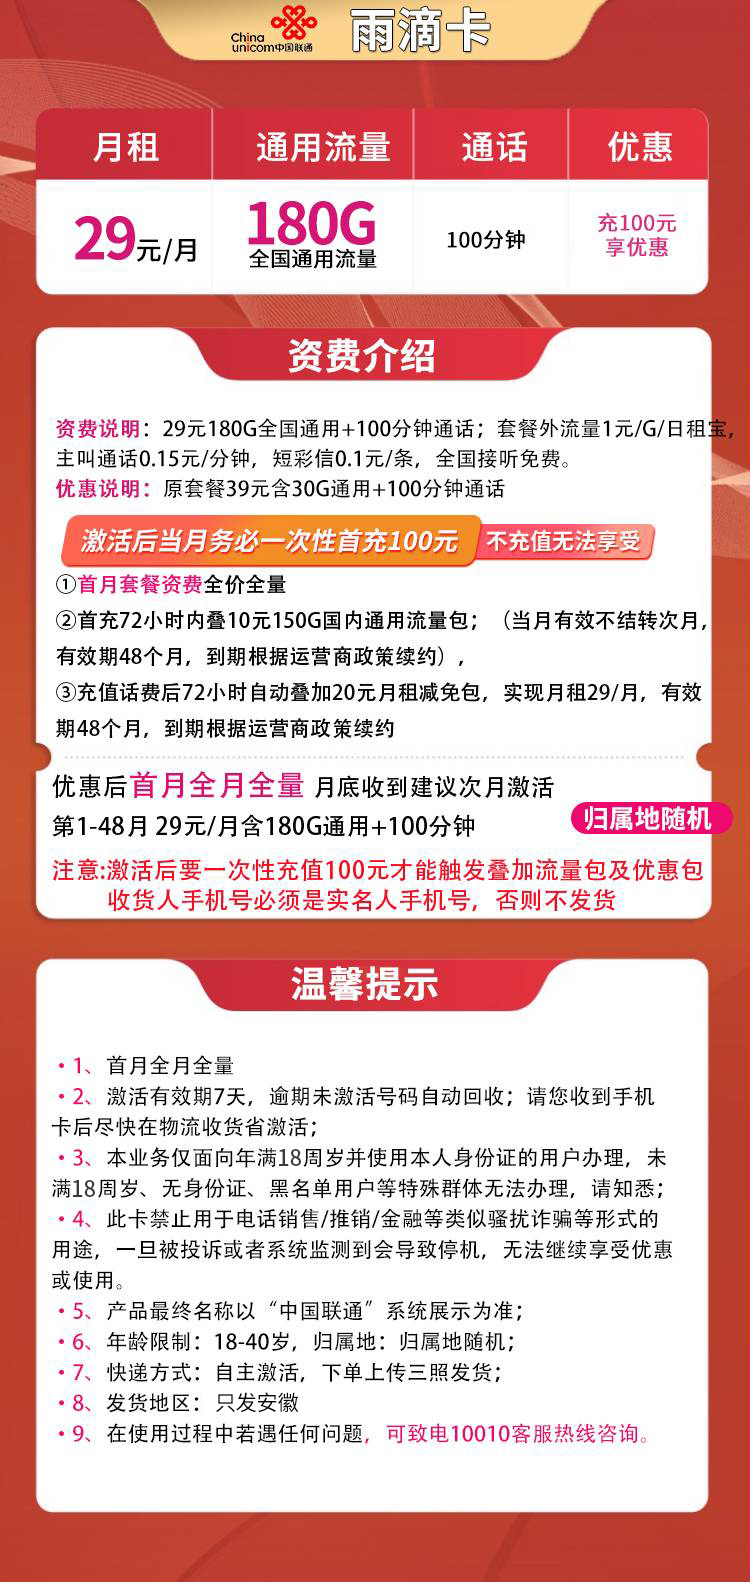 China
unicom中国联通
雨滴卡
月租 通用流量 通话 优惠
29元/月
180G
全国通用流量
100分钟
充100元
享优惠
资费介绍
资费说明：29元180G全国通用+100分钟通话；套餐外流量1元/G/日租宝，
主叫通话0.15元/分钟，短彩信0.1元/条，全国接听免费。
优惠说明：原套餐39元含30G通用+100分钟通话
激活后当月务必一次性首充100元 不充值无法享受
①首月套餐资费全价全量
②首充72小时内叠10元150G国内通用流量包；（当月有效不结转次月，
有效期48个月，到期根据运营商政策续约），
③充值话费后72小时自动叠加20元月租减免包，实现月租29/月，有效
期48个月，到期根据运营商政策续约
优惠后首月全月全量 月底收到建议次月激活
第1-48月 29元/月含180G通用+100分钟
归属地随机
注意:激活后要一次性充值100元才能触发叠加流量包及优惠包
收货人手机号必须是实名人手机号，否则不发货
温馨提示
·1、首月全月全量
·2、激活有效期7天，逾期未激活号码自动回收；请您收到手机
卡后尽快在物流收货省激活；
·3、本业务仅面向年满18周岁并使用本人身份证的用户办理，未
满18周岁、无身份证、黑名单用户等特殊群体无法办理，请知悉；
·4、此卡禁止用于电话销售/推销/金融等类似骚扰诈骗等形式的
用途，一旦被投诉或者系统监测到会导致停机，无法继续享受优惠
或使用。
·5、产品最终名称以“中国联通”系统展示为准；
·6、年龄限制：18-40岁，归属地：归属地随机；
·7、快递方式：自主激活，下单上传三照发货；
·8、发货地区：只发安徽
·9、在使用过程中若遇任何问题，可致电10010客服热线咨询。